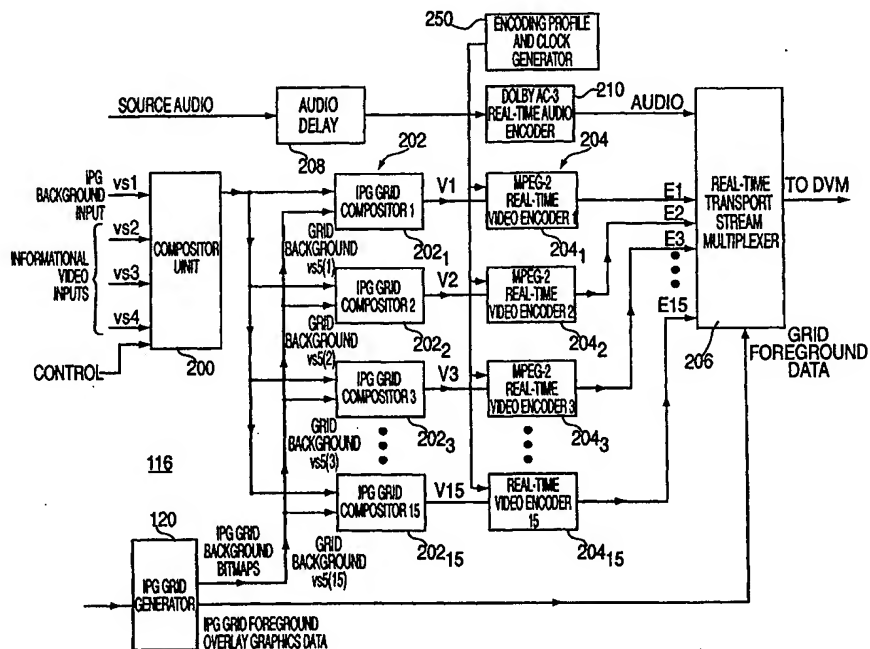 250
ENCODING PROFILE
AND CLOCK
GENERATOR
SOURCE AUDIO
AUDIO
DELAY
208
DOLBY AC-3
REAL-TIME AUDIO
ENCODER
210
AUDIO
202
204
IPG
BACKGROUND
INPUT
vs1
vs2
vs3
vs4
INFORMATIONAL
VIDEO
INPUTS
CONTROL
COMPOSITOR
UNIT
200
IPG GRID
COMPOSITOR 1
202₁
V1
MPEG-2
REAL-TIME
VIDEO ENCODER 1
204₁
E1
GRID
BACKGROUND
vs5(1)
IPG GRID
COMPOSITOR 2
202₂
V2
MPEG-2
REAL-TIME
VIDEO ENCODER 2
204₂
E2
GRID
BACKGROUND
vs5(2)
IPG GRID
COMPOSITOR 3
202₃
V3
MPEG-2
REAL-TIME
VIDEO ENCODER 3
204₃
E3
GRID
BACKGROUND
vs5(3)
IPG GRID
COMPOSITOR 15
202₁₅
V15
REAL-TIME
VIDEO ENCODER
15
204₁₅
E15
GRID
BACKGROUND
vs5(15)
REAL-TIME
TRANSPORT
STREAM
MULTIPLEXER
206
TO DVM
GRID
FOREGROUND
DATA
116
120
IPG GRID
GENERATOR
IPG GRID
BACKGROUND
BITMAPS
IPG GRID FOREGROUND
OVERLAY GRAPHICS DATA